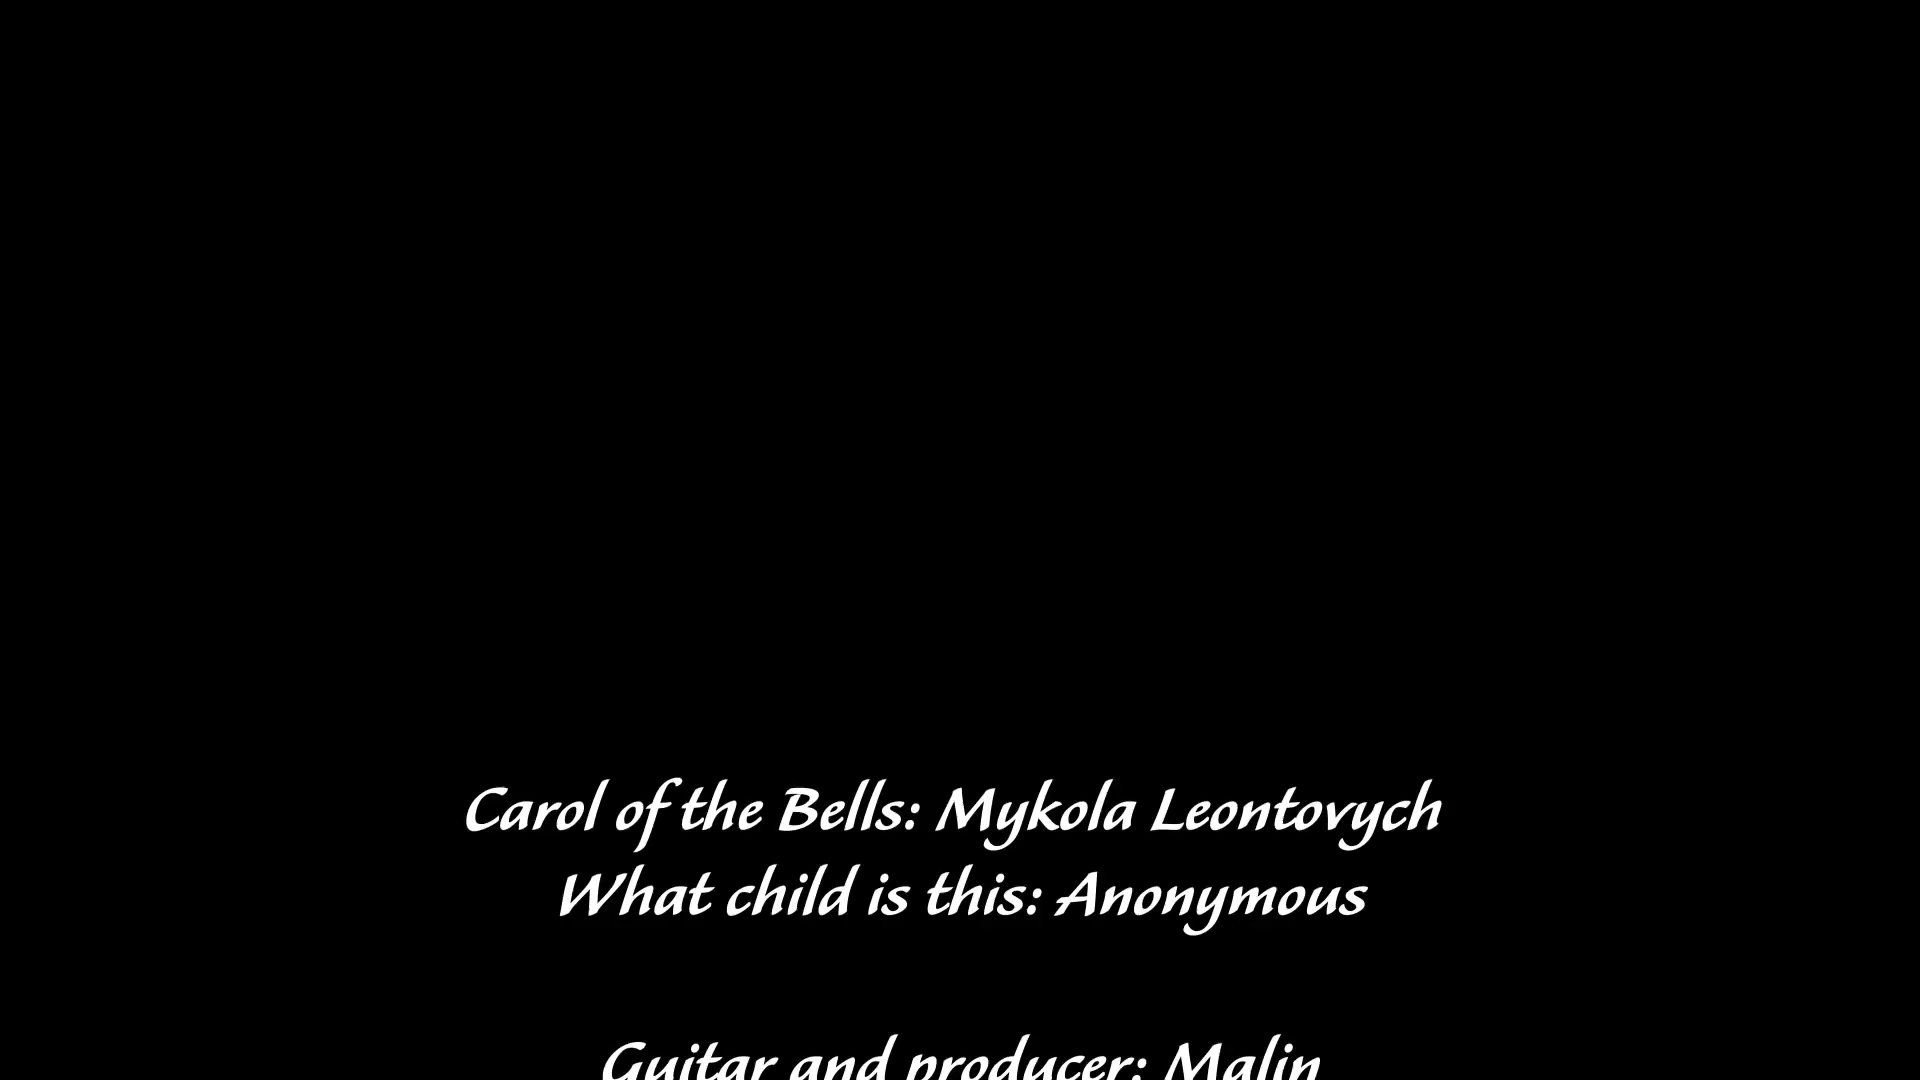 Carol of the Bells: Mykola Leontovych
What child is this: Anonymous
Guitar and producer: Malin